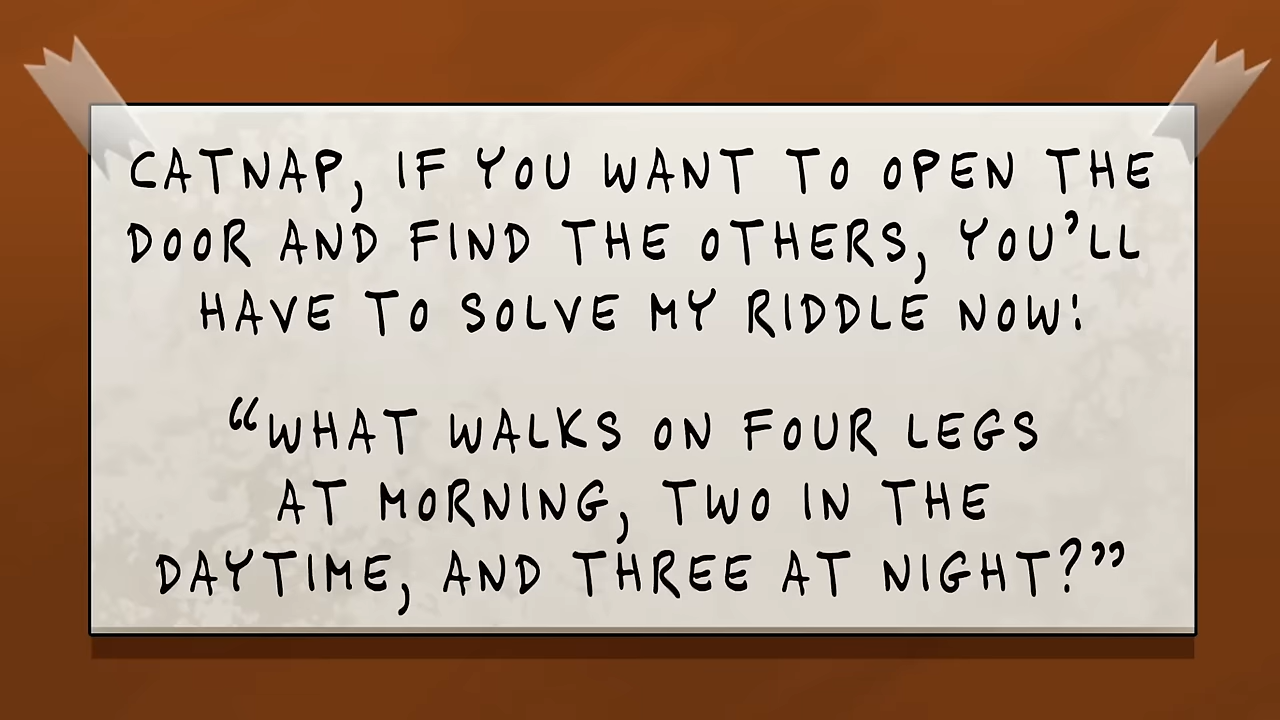 CATNAP, IF YOU WANT TO OPEN THE
DOOR AND FIND THE OTHERS, YOU'LL
HAVE TO SOLVE MY RIDDLE NOW!
“WHAT WALKS ON FOUR LEGS
AT MORNING, TWO IN THE
DAYTIME, AND THREE AT NIGHT?”